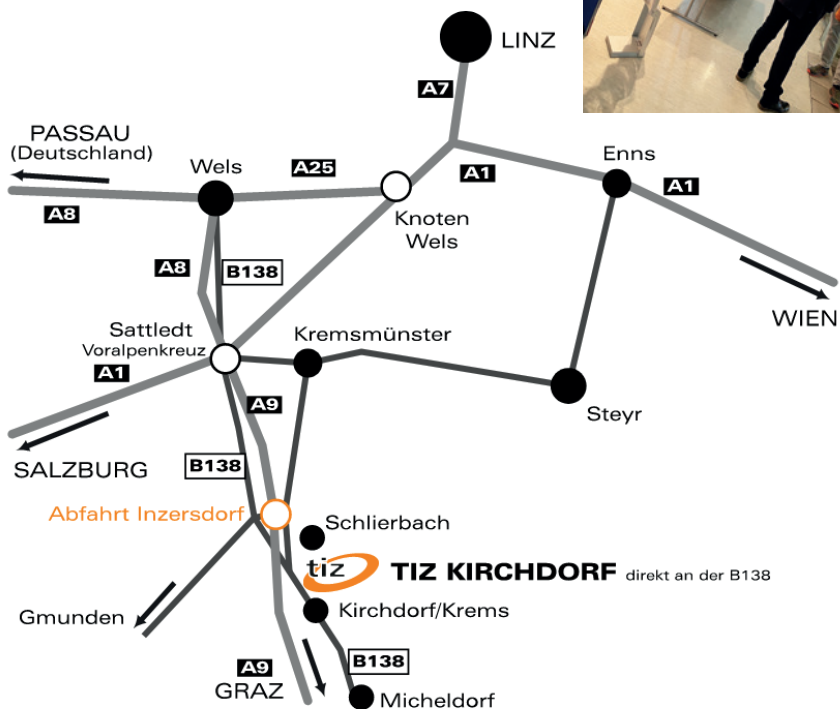 LINZ
A7
PASSAU
(Deutschland)
Wels
A25
A1
Enns
A1
A8
Knoten
Wels
A8
B138
WIEN
Sattledt
Voralpenkreuz
Kremsmünster
A1
A9
Steyr
SALZBURG
B138
Abfahrt Inzersdorf
Schlierbach
tiz
TIZ KIRCHDORF direkt an der B138
Gmunden
Kirchdorf/Krems
A9
GRAZ
B138
Micheldorf